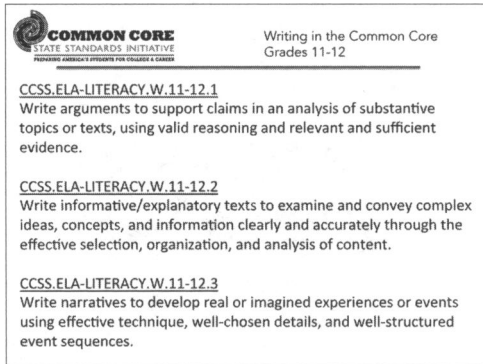 COMMON CORE
STATE STANDARDS INITIATIVE
PREPARING AMERICA'S STUDENTS FOR COLLEGE & CAREER
Writing in the Common Core
Grades 11-12
CCSS.ELA-LITERACY.W.11-12.1
Write arguments to support claims in an analysis of substantive
topics or texts, using valid reasoning and relevant and sufficient
evidence.
CCSS.ELA-LITERACY.W.11-12.2
Write informative/explanatory texts to examine and convey complex
ideas, concepts, and information clearly and accurately through the
effective selection, organization, and analysis of content.
CCSS.ELA-LITERACY.W.11-12.3
Write narratives to develop real or imagined experiences or events
using effective technique, well-chosen details, and well-structured
event sequences.